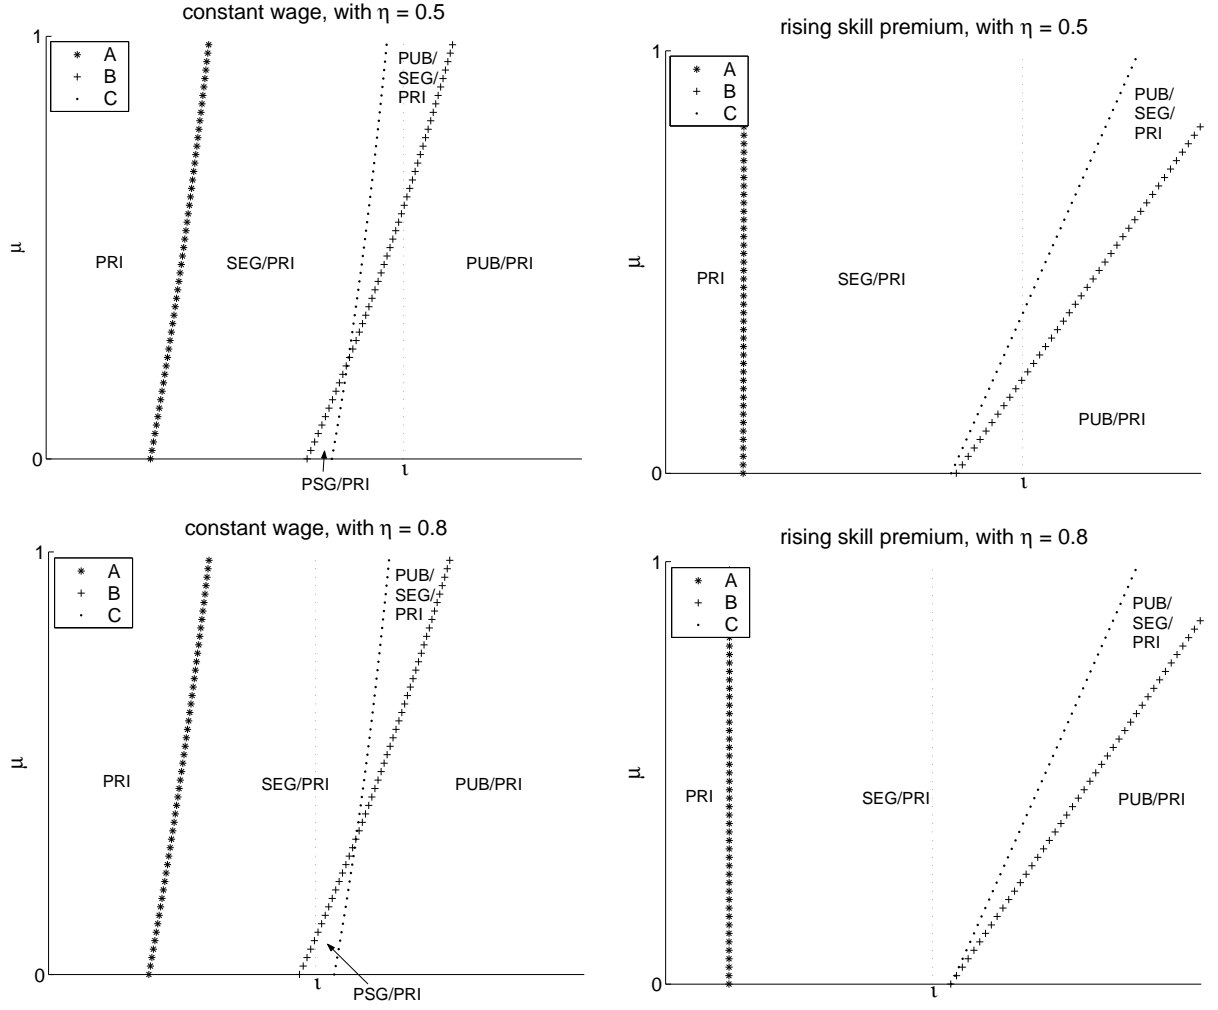 constant wage, with η = 0.5
1
A
B
C
PUB/
SEG/
PRI
μ
PRI
SEG/PRI
PUB/PRI
0
PSG/PRI
ι
rising skill premium, with η = 0.5
1
A
B
C
PUB/
SEG/
PRI
μ
PRI
SEG/PRI
PUB/PRI
0
ι
constant wage, with η = 0.8
1
A
B
C
PUB/
SEG/
PRI
μ
PRI
SEG/PRI
PUB/PRI
0
ι
PSG/PRI
rising skill premium, with η = 0.8
1
A
B
C
PUB/
SEG/
PRI
μ
PRI
SEG/PRI
PUB/PRI
0
ι